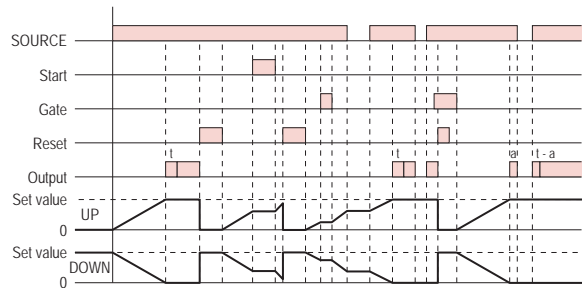 SOURCE
Start
Gate
Reset
t
t
a
t - a
Output
Set value
UP
0
Set value
DOWN
0